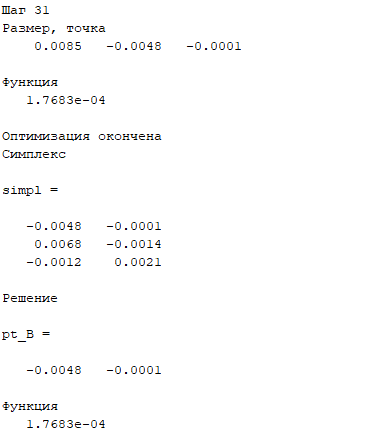 Шаг 31
Размер, точка
0.0085 -0.0048 -0.0001
Функция
1.7683e-04
Оптимизация окончена
Симплекс
simpl =
-0.0048 -0.0001
0.0068 -0.0014
-0.0012 0.0021
Решение
pt_B =
-0.0048 -0.0001
Функция
1.7683e-04